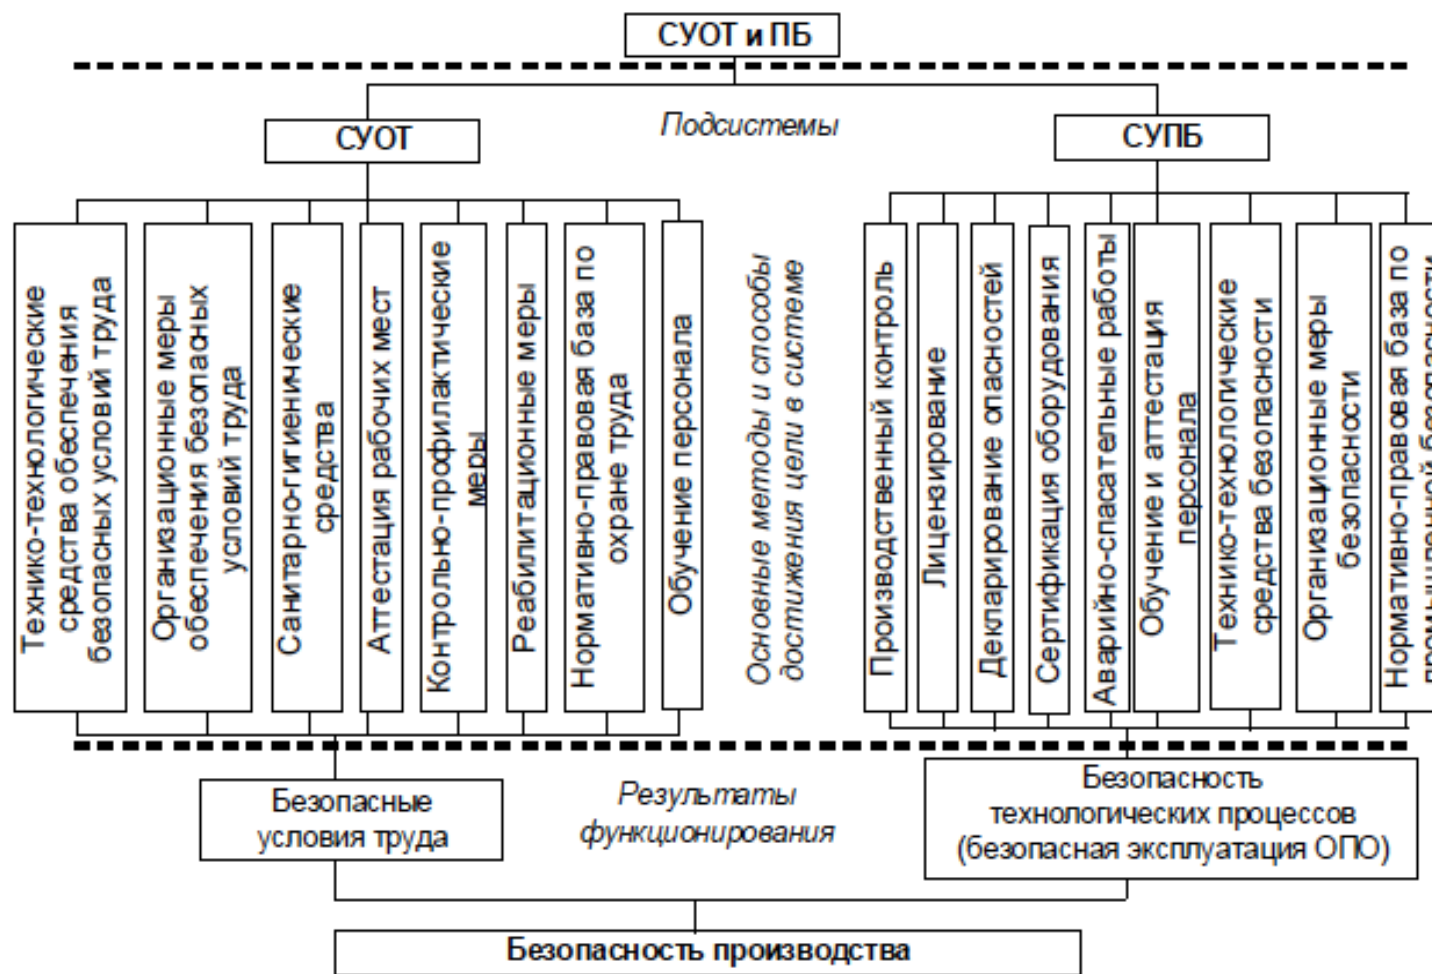 СУОТ и ПБ
Подсистемы
СУОТ
СУПБ
Технико-технологические
средства обеспечения
безопасных условий труда
Организационные меры
обеспечения безопасных
условий труда
Санитарно-гигиенические
средства
Аттестация рабочих мест
Контрольно-профилактические
меры
Реабилитационные меры
Нормативно-правовая база по
охране труда
Обучение персонала
Основные методы и способы
достижения цели в системе
Производственный контроль
Лицензирование
Декларирование опасностей
Сертификация оборудования
Аварийно-спасательные работы
Обучение и аттестация
персонала
Технико-технологические
средства безопасности
Организационные меры
безопасности
Нормативно-правовая база по
промышленной безопасности
Безопасные
условия труда
Результаты
функционирования
Безопасность
технологических процессов
(безопасная эксплуатация ОПО)
Безопасность производства